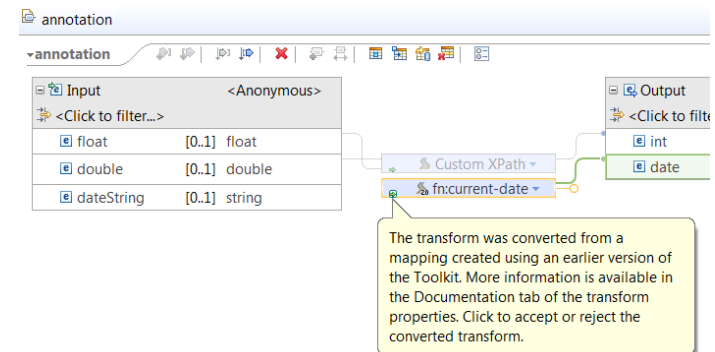 annotation
annotation
Input <Anonymous>
<Click to filter...>
float [0..1] float
double [0..1] double
dateString [0..1] string
Custom XPath
fn:current-date
Output
<Click to filte
int
date
The transform was converted from a
mapping created using an earlier version of
the Toolkit. More information is available in
the Documentation tab of the transform
properties. Click to accept or reject the
converted transform.